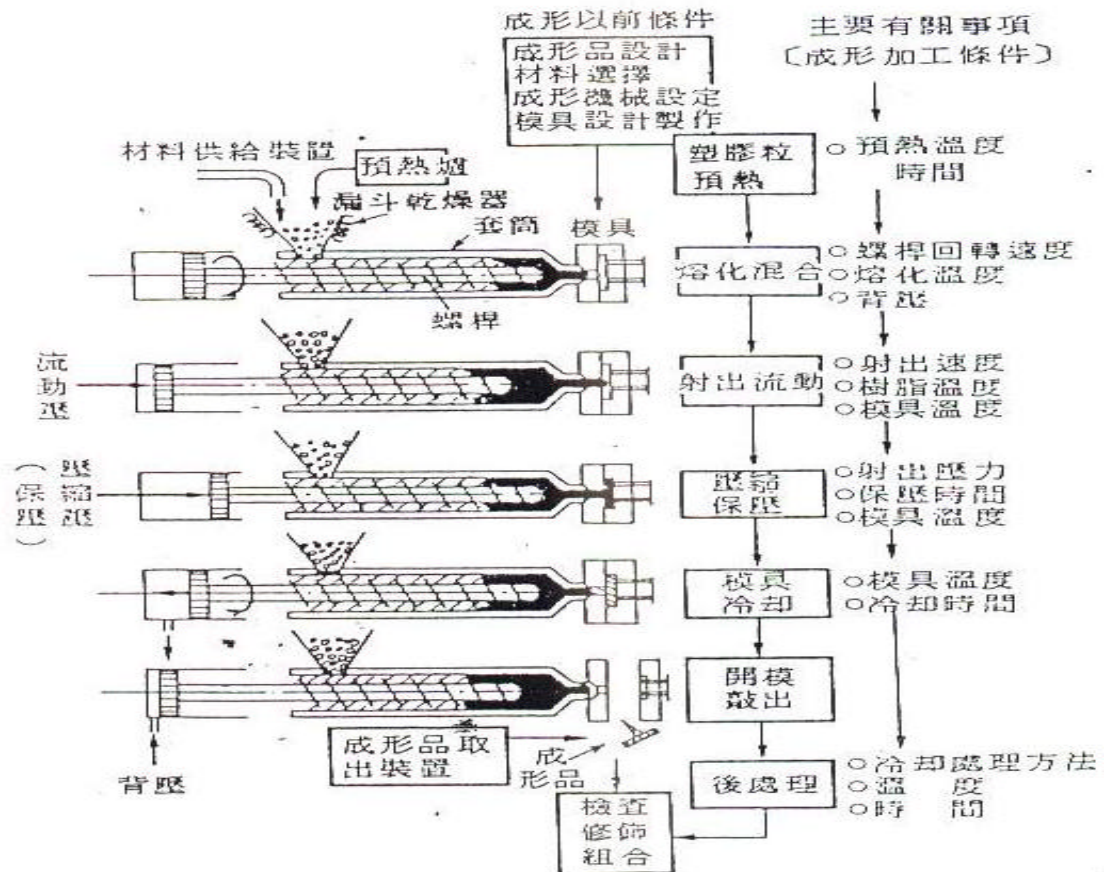 成形以前條件
成形品設計
材料選擇
成形機械設定
模具設計製作
主要有關事項
〔成形加工條件〕
材料供給裝置
預熱爐
漏斗乾燥器
套筒
模具
螺桿
塑膠粒
預熱
○預熱溫度
時間
熔化混合
○螺桿回轉速度
○熔化溫度
○背壓
流動壓
射出流動
○射出速度
○樹脂溫度
○模具溫度
壓縮壓
(保壓)
壓縮
保壓
○射出壓力
○保壓時間
○模具溫度
模具
冷却
○模具溫度
○冷却時間
開模
敲出
背壓
成形品取
出裝置
成形品
後處理
○冷却處理方法
○溫度
○時間
檢查
修飾
組合